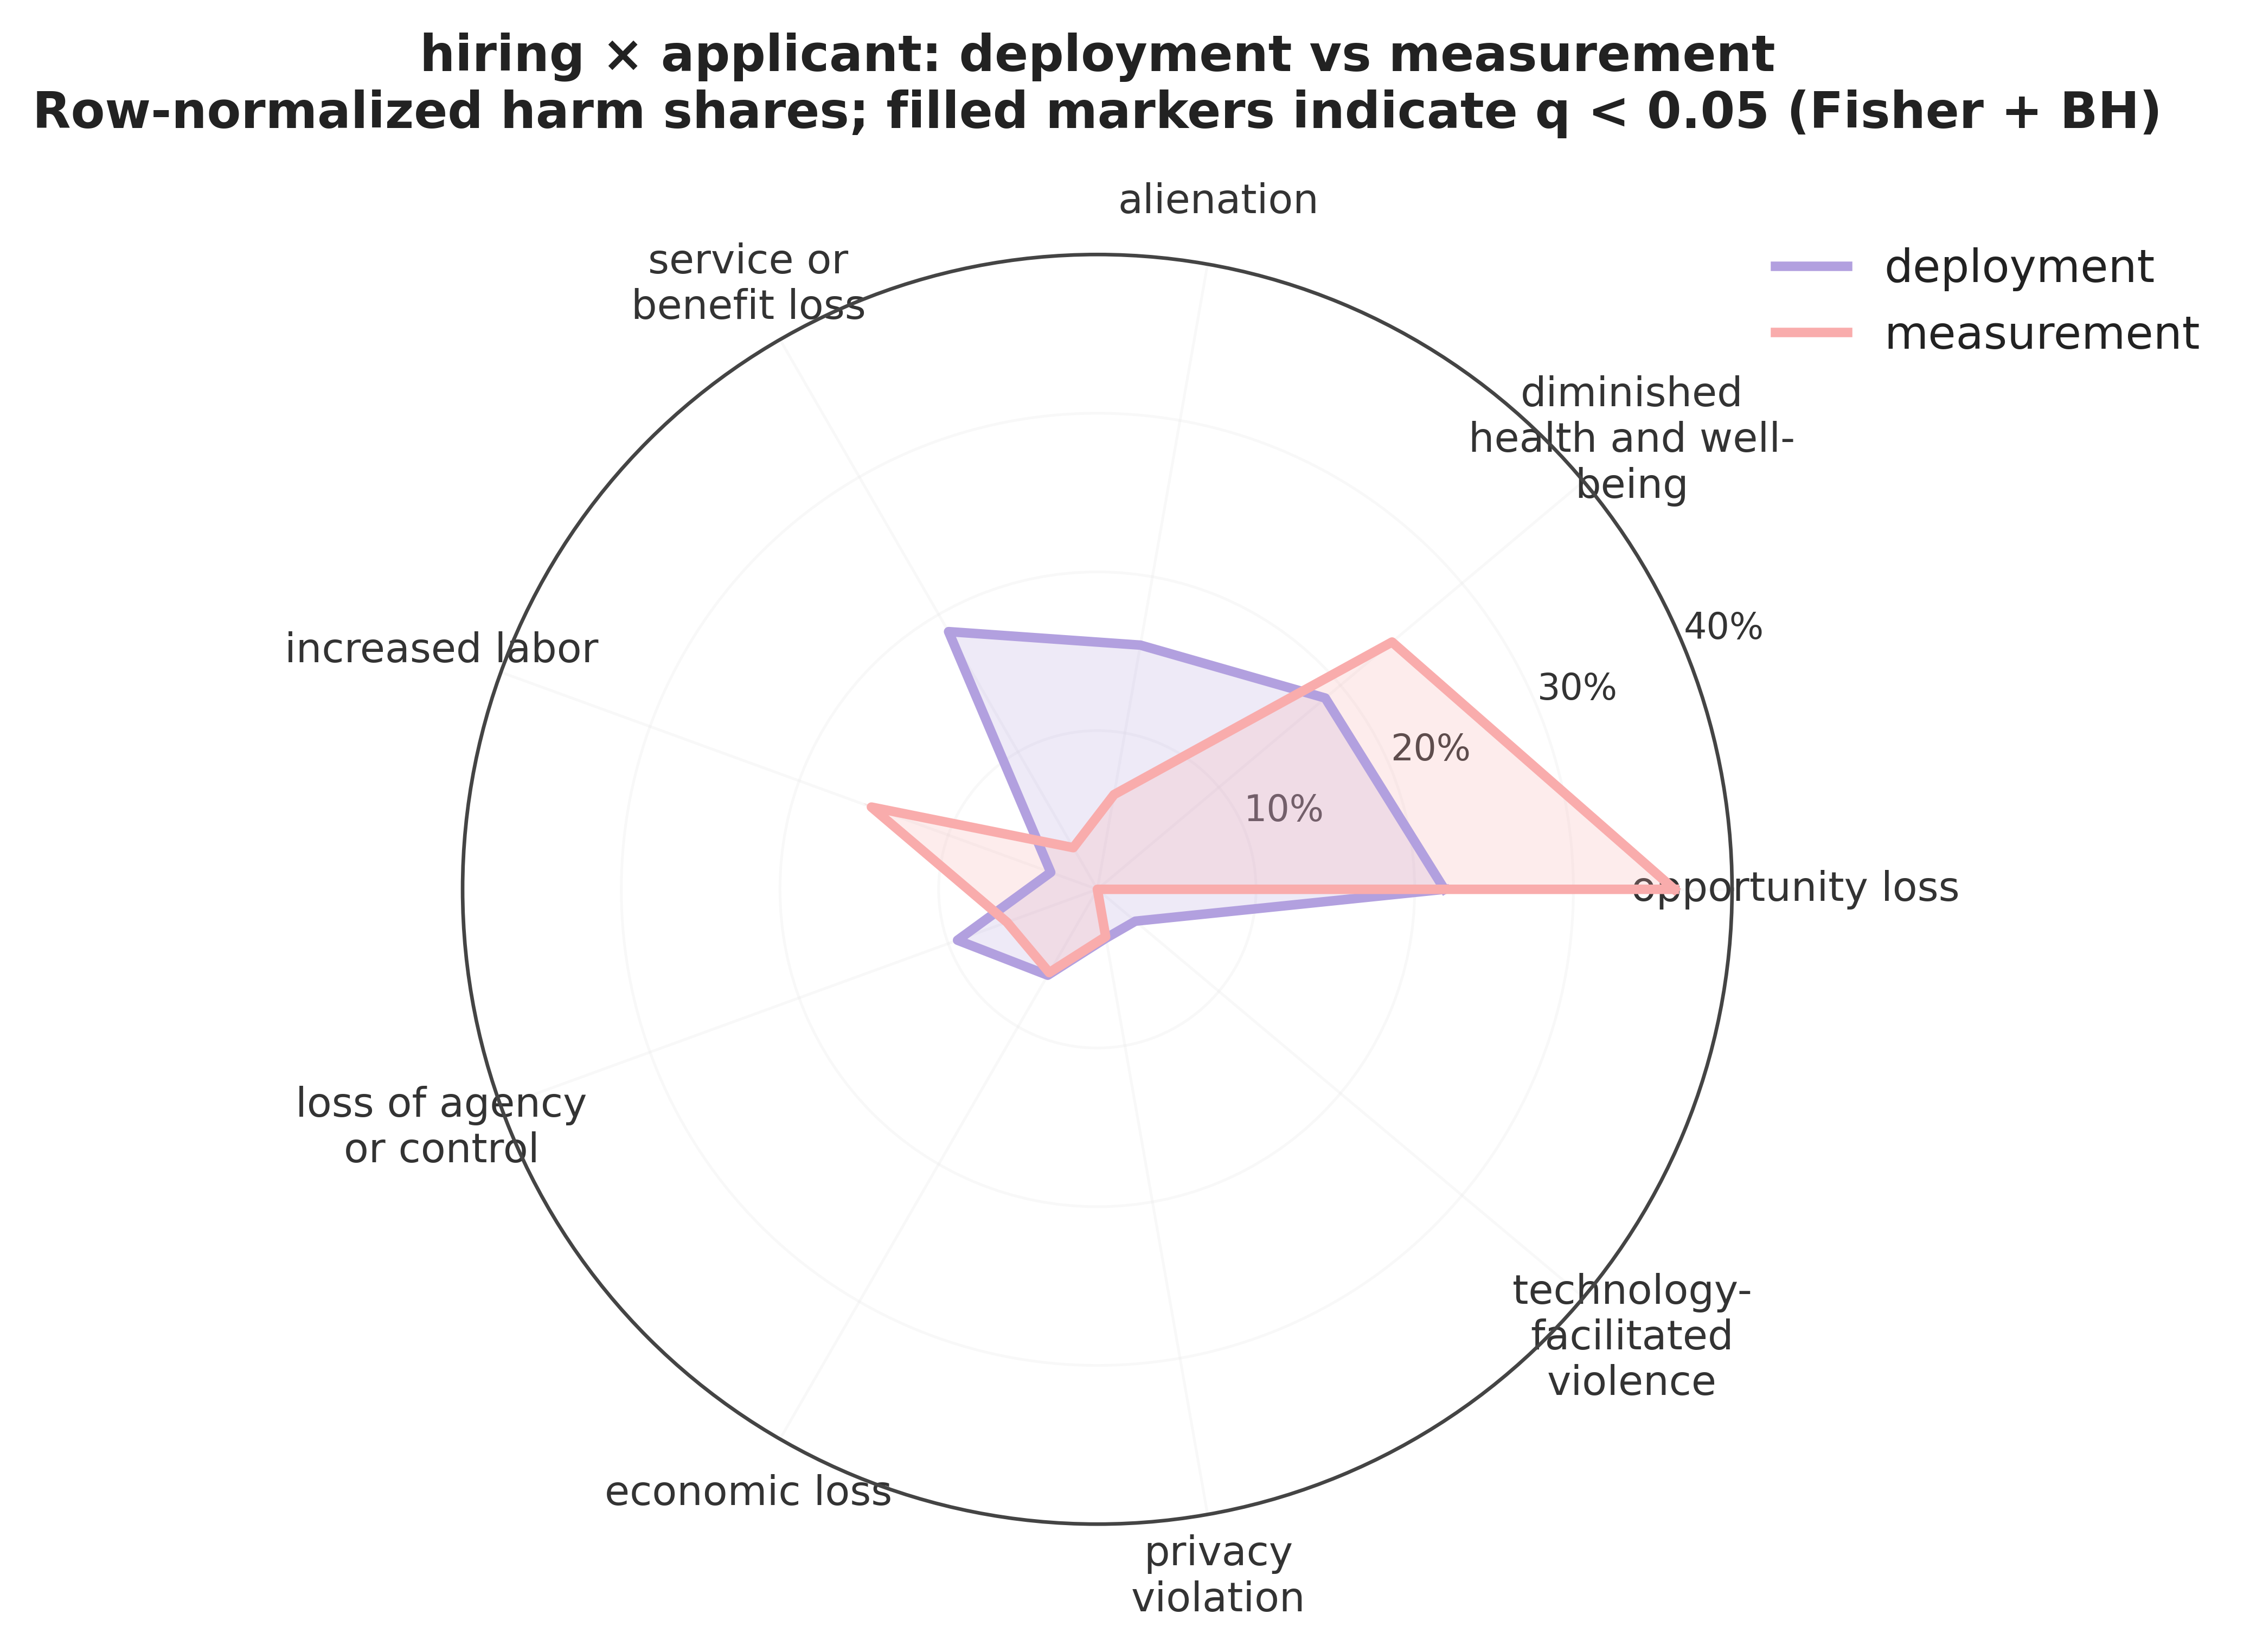 hiring × applicant: deployment vs measurement
Row-normalized harm shares; filled markers indicate q < 0.05 (Fisher + BH)
alienation
service or
benefit loss
deployment
measurement
diminished
health and well-
being
40%
increased labor
30%
20%
10%
opportunity loss
loss of agency
or control
technology-
facilitated
violence
economic loss
privacy
violation